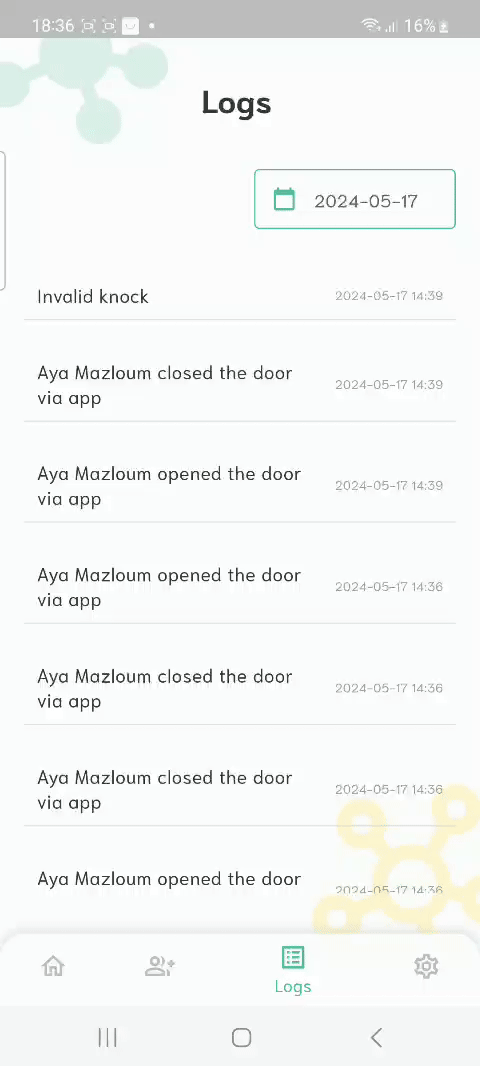 18:36
16%
Logs
2024-05-17
Invalid knock
2024-05-17 14:39
Aya Mazloum closed the door
via app
2024-05-17 14:39
Aya Mazloum opened the door
via app
2024-05-17 14:39
Aya Mazloum opened the door
via app
2024-05-17 14:36
Aya Mazloum closed the door
via app
2024-05-17 14:36
Aya Mazloum closed the door
via app
2024-05-17 14:36
Aya Mazloum opened the door
2024-05-17 14:36
Logs